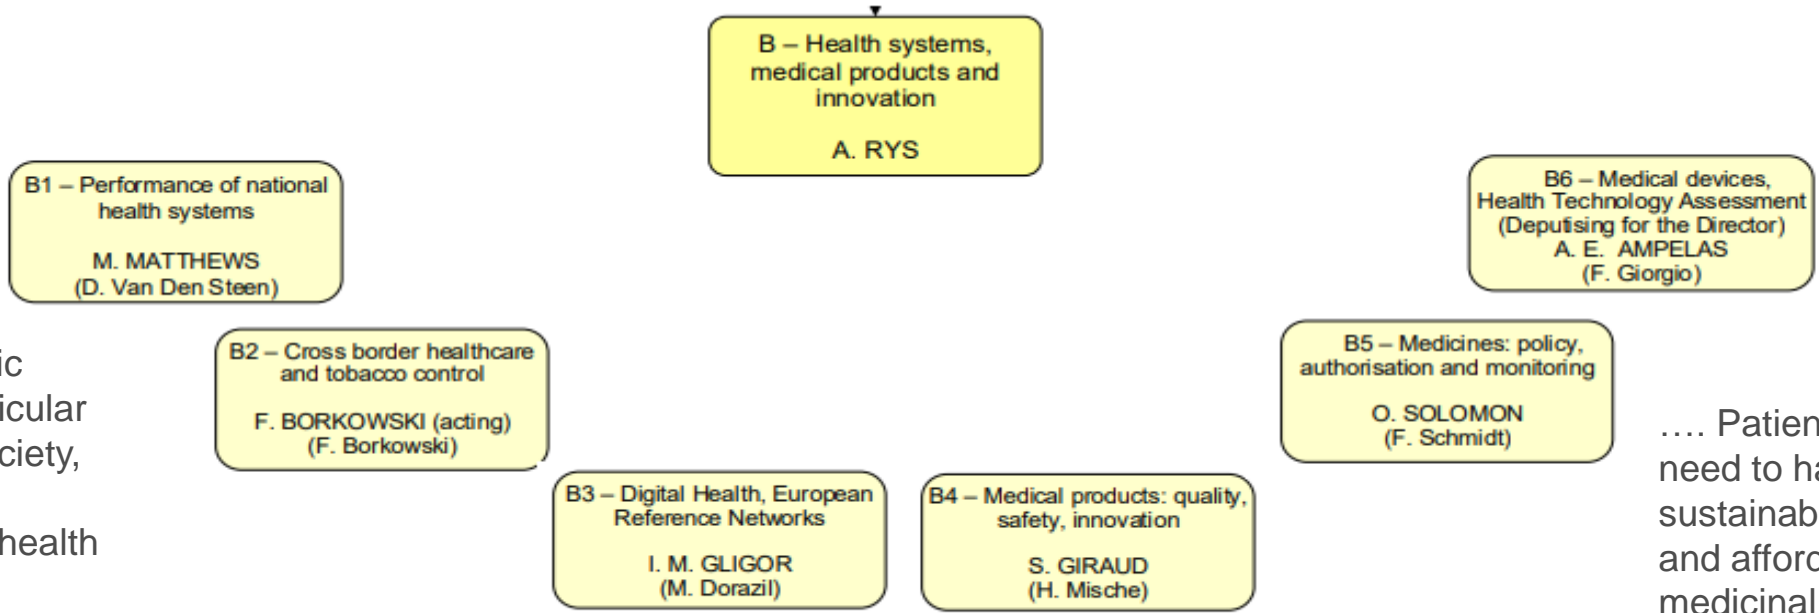 B – Health systems,
medical products and
innovation
A. RYS
B1 – Performance of national
health systems
M. MATTHEWS
(D. Van Den Steen)
B6 – Medical devices,
Health Technology Assessment
(Deputising for the Director)
A. E. AMPELAS
(F. Giorgio)
B2 – Cross border healthcare
and tobacco control
F. BORKOWSKI (acting)
(F. Borkowski)
B5 – Medicines: policy,
authorisation and monitoring
O. SOLOMON
(F. Schmidt)
B3 – Digital Health, European
Reference Networks
I. M. GLIGOR
(M. Dorazil)
B4 – Medical products: quality,
safety, innovation
S. GIRAUD
(H. Mische)
health
need to
and